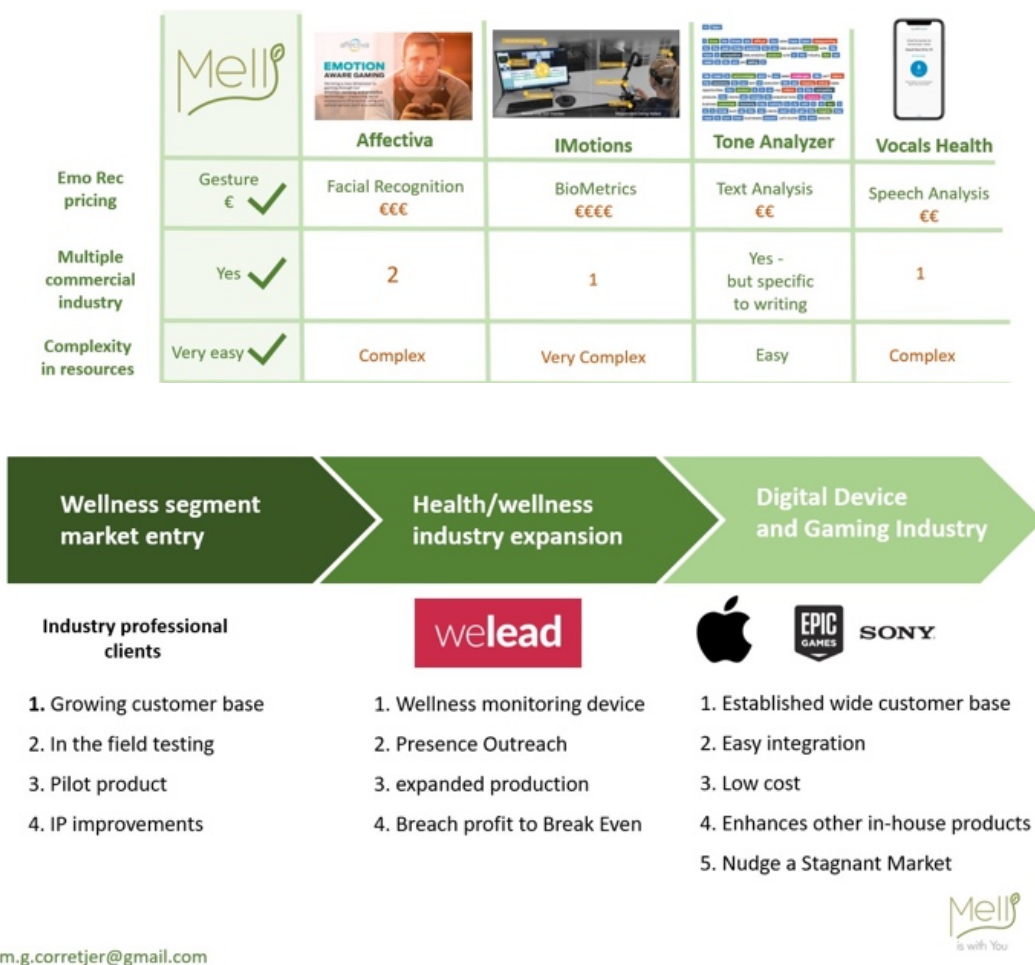 Mell
affectiva
EMOTION
AWARE GAMING
Affectiva
IMotions
Tone Analyzer
Vocals Health
Emo Rec
pricing
Gesture
€
Facial Recognition
€€€
BioMetrics
€€€€
Text Analysis
€€
Speech Analysis
€€
Multiple
commercial
industry
Yes
2
1
Yes -
but specific
to writing
1
Complexity
in resources
Very easy
Complex
Very Complex
Easy
Complex
Wellness segment
market entry
Health/wellness
industry expansion
Digital Device
and Gaming Industry
Industry professional
clients
1. Growing customer base
2. In the field testing
3. Pilot product
4. IP improvements
welead
1. Wellness monitoring device
2. Presence Outreach
3. expanded production
4. Breach profit to Break Even
EPIC
GAMES
SONY
1. Established wide customer base
2. Easy integration
3. Low cost
4. Enhances other in-house products
5. Nudge a Stagnant Market
Mell
is with You
m.g.corretjer@gmail.com